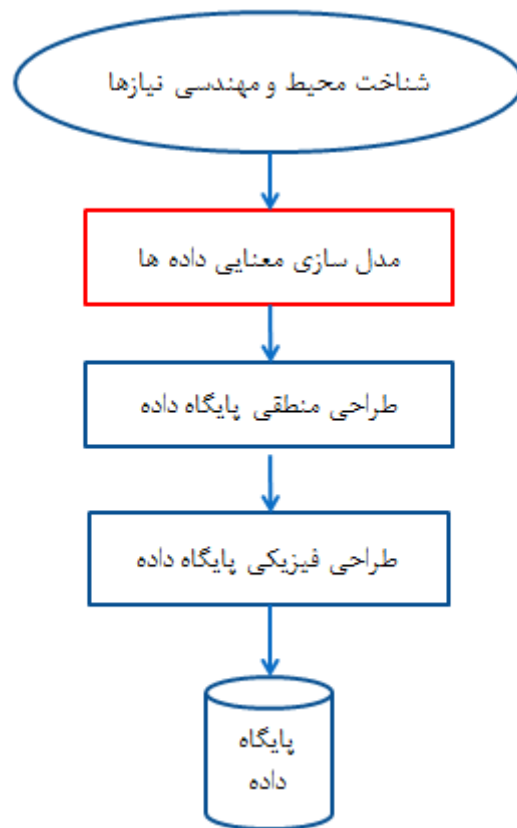 شناخت محیط و مهندسی نیازها
مدل سازی معنایی داده ها
طراحی منطقی پایگاه داده
طراحی فیزیکی پایگاه داده
پایگاه
داده